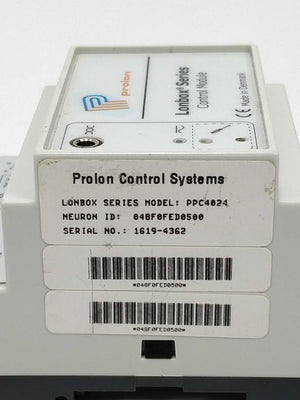 prolon
Lonbox® Series
Control Module
CE Made in Denmark
Prolon Control Systems
LONBOX SERIES MODEL: PPC4024
NEURON ID: 048F0FED0500
SERIAL NO.: 1619-4362
*048F0FED0500*
*048F0FED0500*